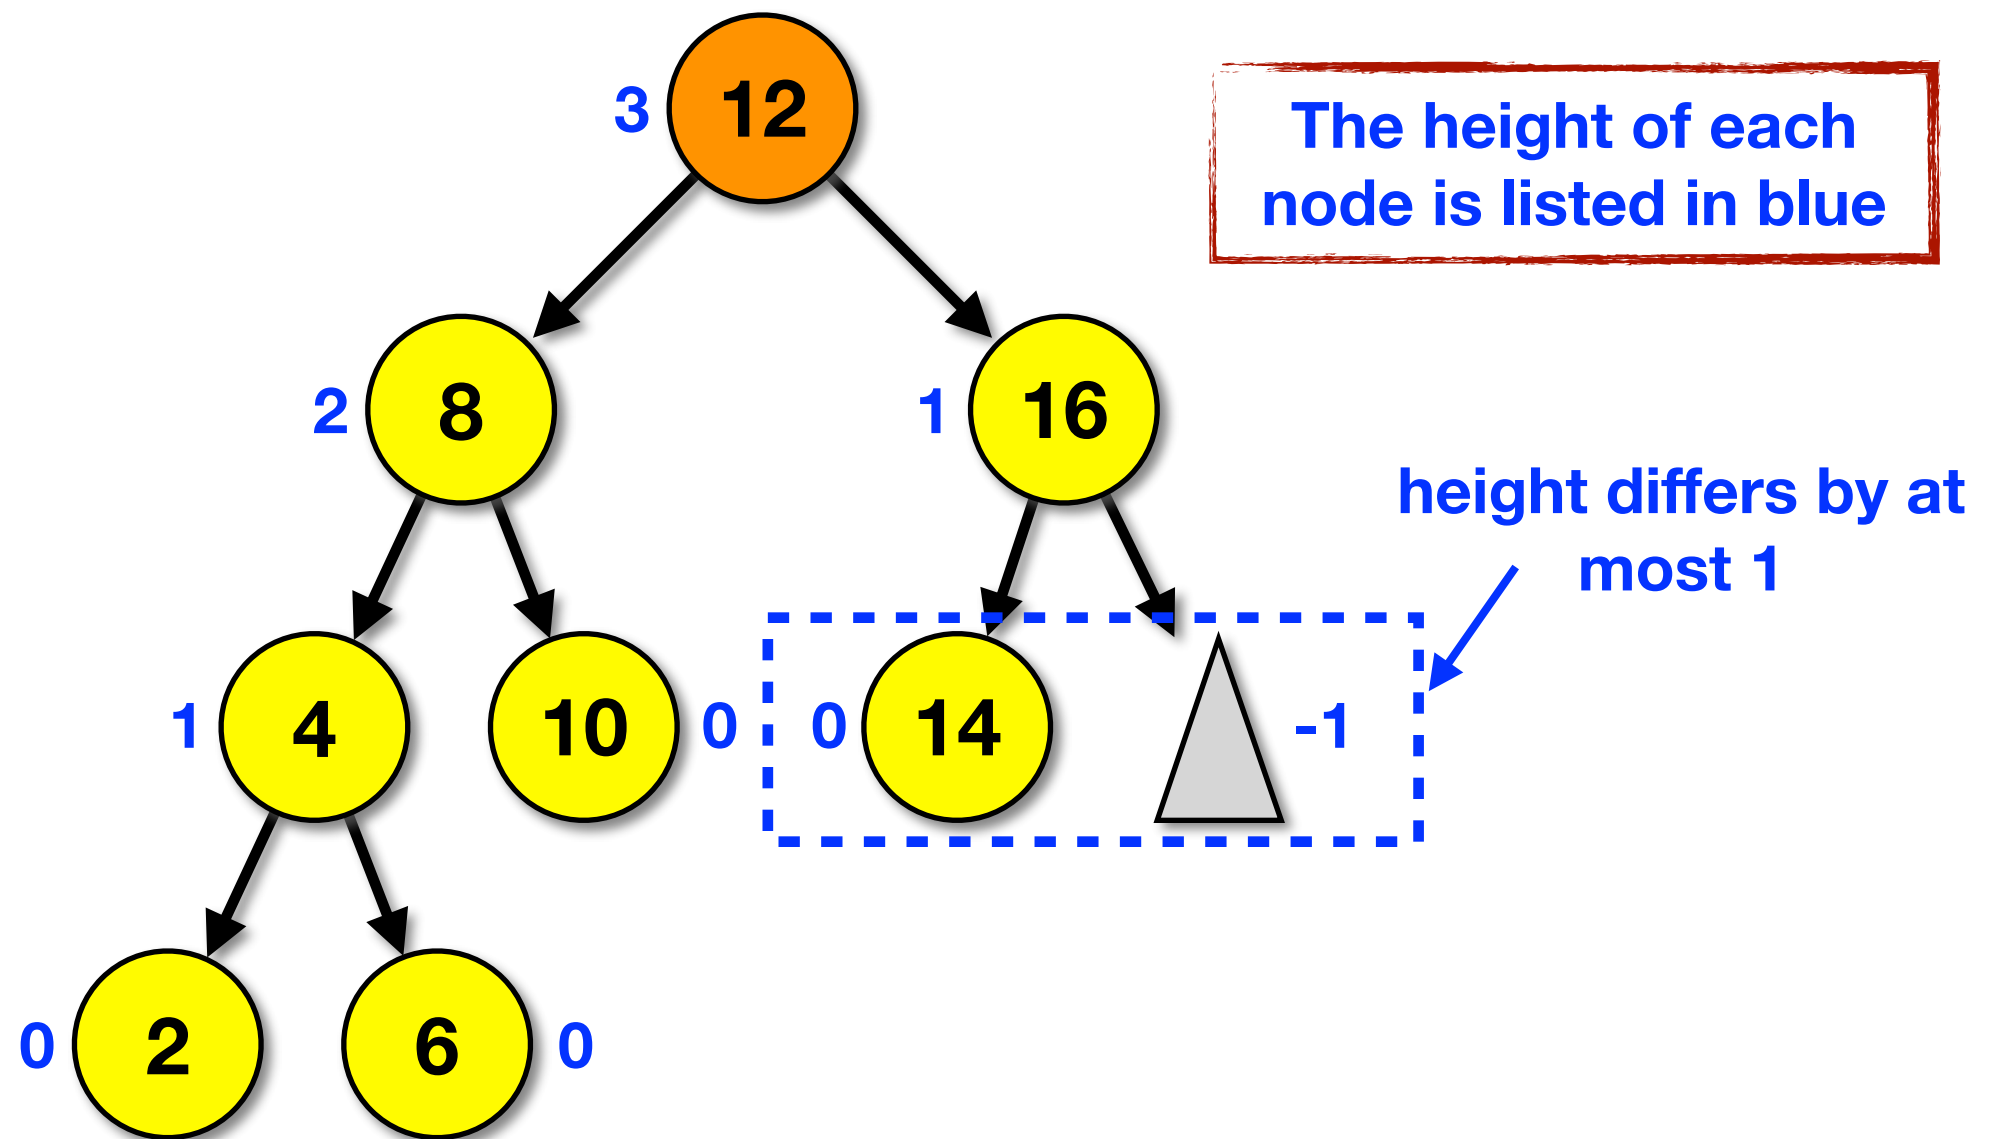 3 12
The height of each
node is listed in blue
2 8 1 16
height differs by at
most 1
1 4 10 0 0 14 -1
0 2 6 0